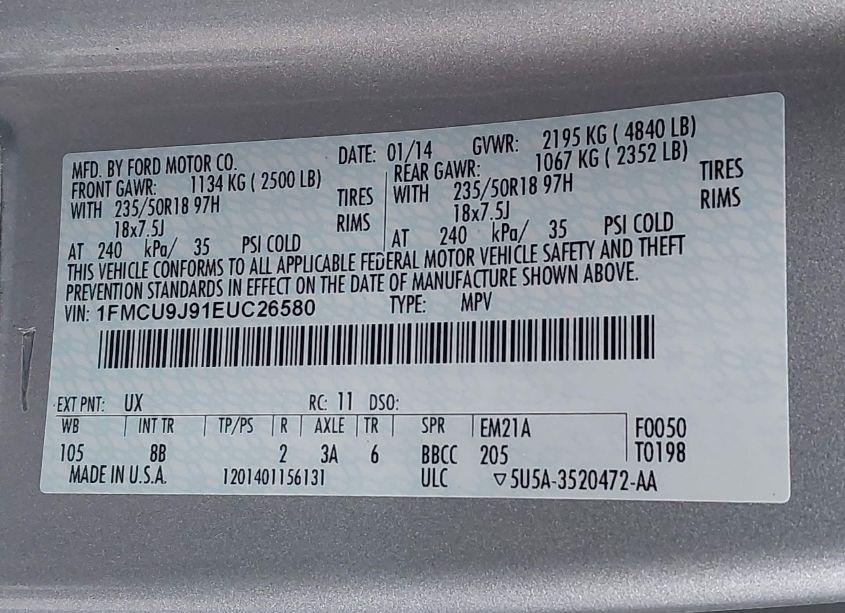 MFD. BY FORD MOTOR CO. DATE: 01/14 GVWR: 2195 KG ( 4840 LB)
FRONT GAWR: 1134 KG ( 2500 LB) REAR GAWR: 1067 KG ( 2352 LB)
WITH 235/50R18 97H TIRES WITH 235/50R18 97H TIRES
18x7.5J RIMS 18x7.5J RIMS
AT 240 kPa/ 35 PSI COLD AT 240 kPa/ 35 PSI COLD
THIS VEHICLE CONFORMS TO ALL APPLICABLE FEDERAL MOTOR VEHICLE SAFETY AND THEFT
PREVENTION STANDARDS IN EFFECT ON THE DATE OF MANUFACTURE SHOWN ABOVE.
VIN: 1FMCU9J91EUC26580 TYPE: MPV
EXT PNT: UX RC: 11 DSO:
WB INT TR TP/PS R AXLE TR SPR EM21A F0050
105 8B 2 3A 6 BBCC 205 T0198
MADE IN U.S.A. 1201401156131 ULC ▽5U5A-3520472-AA